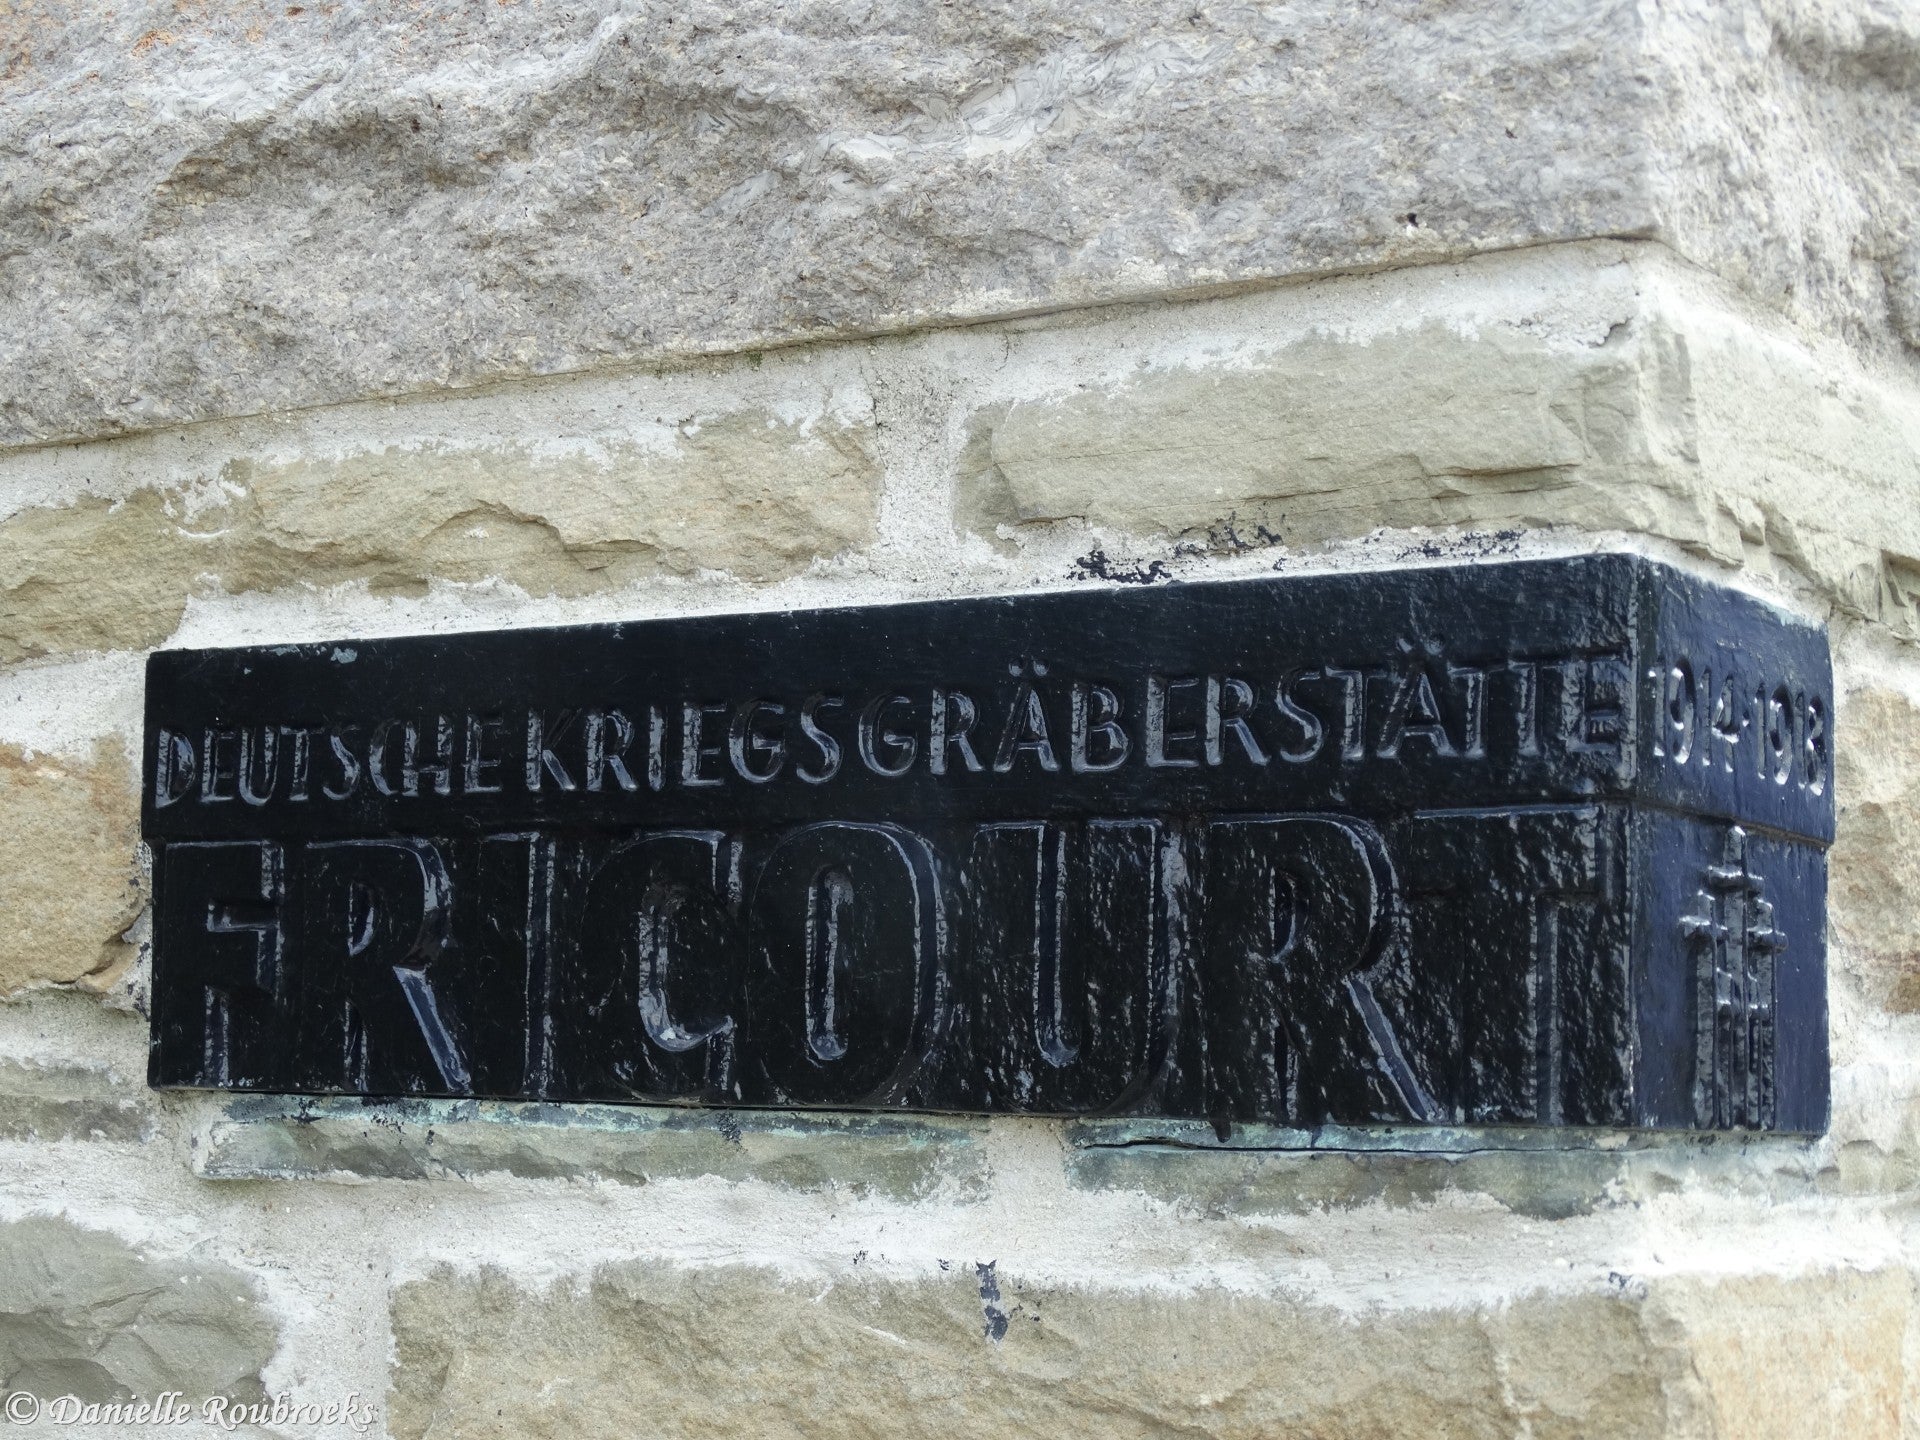 DEUTSCHE KRIEGSGRÄBERSTÄTTE 1914-1918
FRICOURT
© Danielle Roubroeks